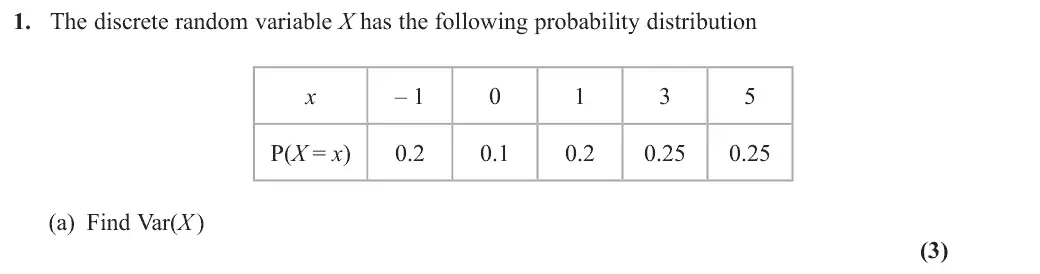 1. The discrete random variable X has the following probability distribution
x – 1 0 1 3 5
P(X = x) 0.2 0.1 0.2 0.25 0.25
(a) Find Var(X)
(3)